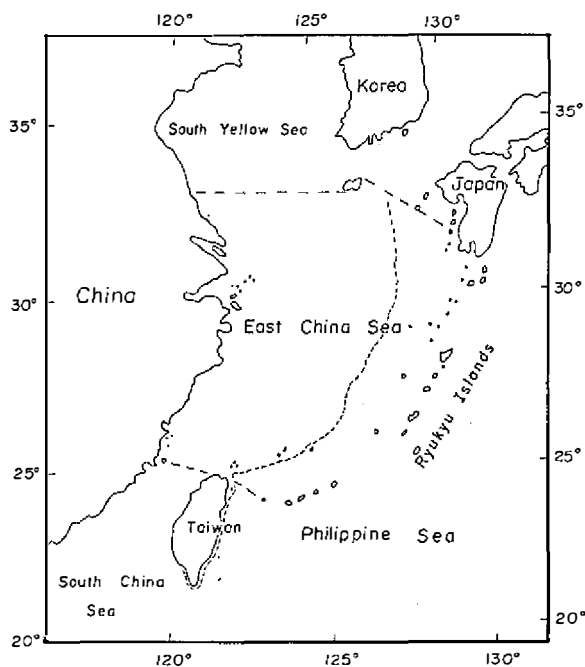 120°
125°
130°
Korea
35°
South Yellow Sea
35°
Japan
China
30°
East China Sea
30°
Ryukyu Islands
25°
25°
Taiwan
Philippine Sea
South China
Sea
20°
20°
120°
125°
130°